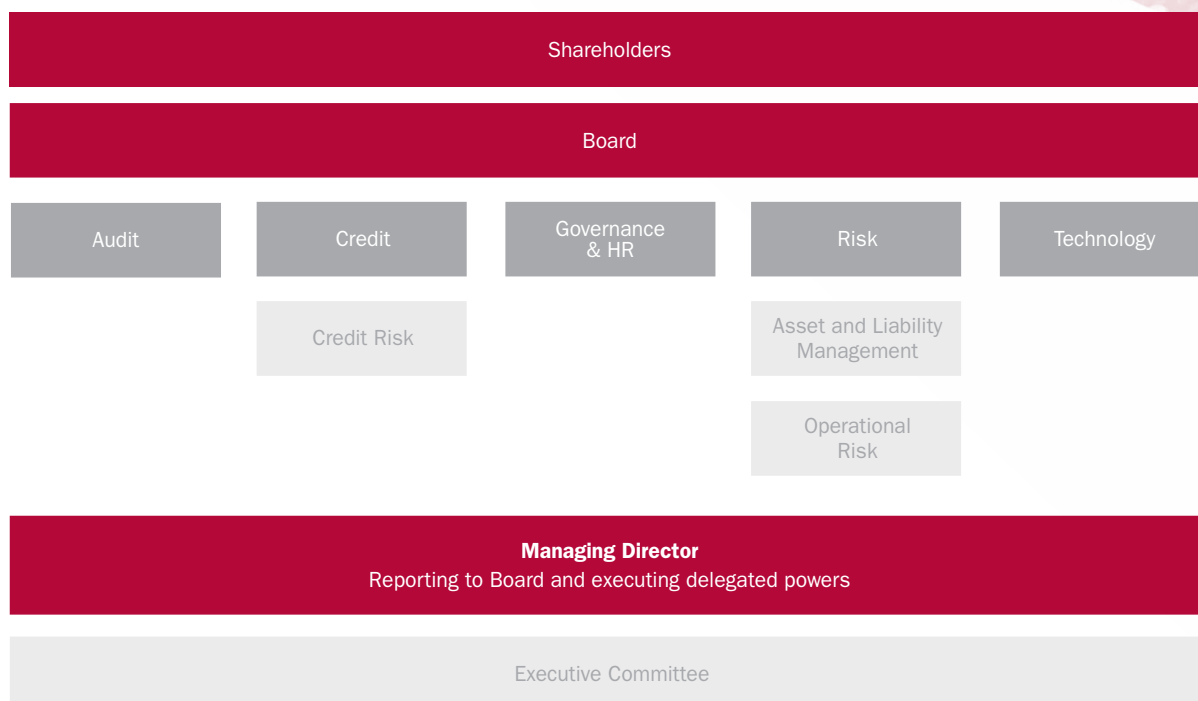 Shareholders
Board
Audit
Credit
Governance
& HR
Risk
Technology
Credit Risk
Asset and Liability
Management
Operational
Risk
Managing Director
Reporting to Board and executing delegated powers
Executive Committee